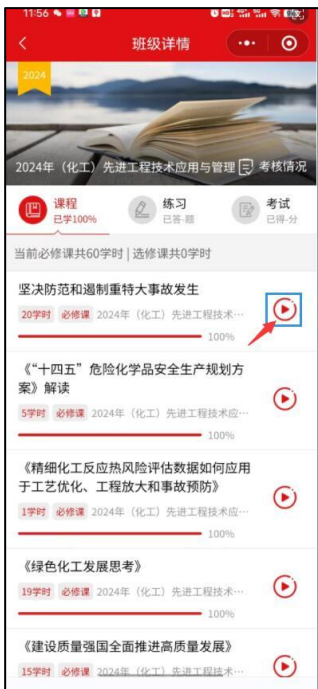 11:56
班级详情
2024
2024年（化工）先进工程技术应用与管理
考核情况
课程
已学100%
练习
已答-题
考试
已得-分
当前必修课共60学时 | 选修课共0学时
坚决防范和遏制重特大事故发生
20学时 必修课 2024年（化工）先进工程技术…
100%
《“十四五”危险化学品安全生产规划方
案》解读
5学时 必修课 2024年（化工）先进工程技术应…
100%
《精细化工反应热风险评估数据如何应用
于工艺优化、工程放大和事故预防》
1学时 必修课 2024年（化工）先进工程技术应…
100%
《绿色化工发展思考》
19学时 必修课 2024年（化工）先进工程技术…
100%
《建设质量强国全面推进高质量发展》
15学时 必修课 2024年（化工）先进工程技术…